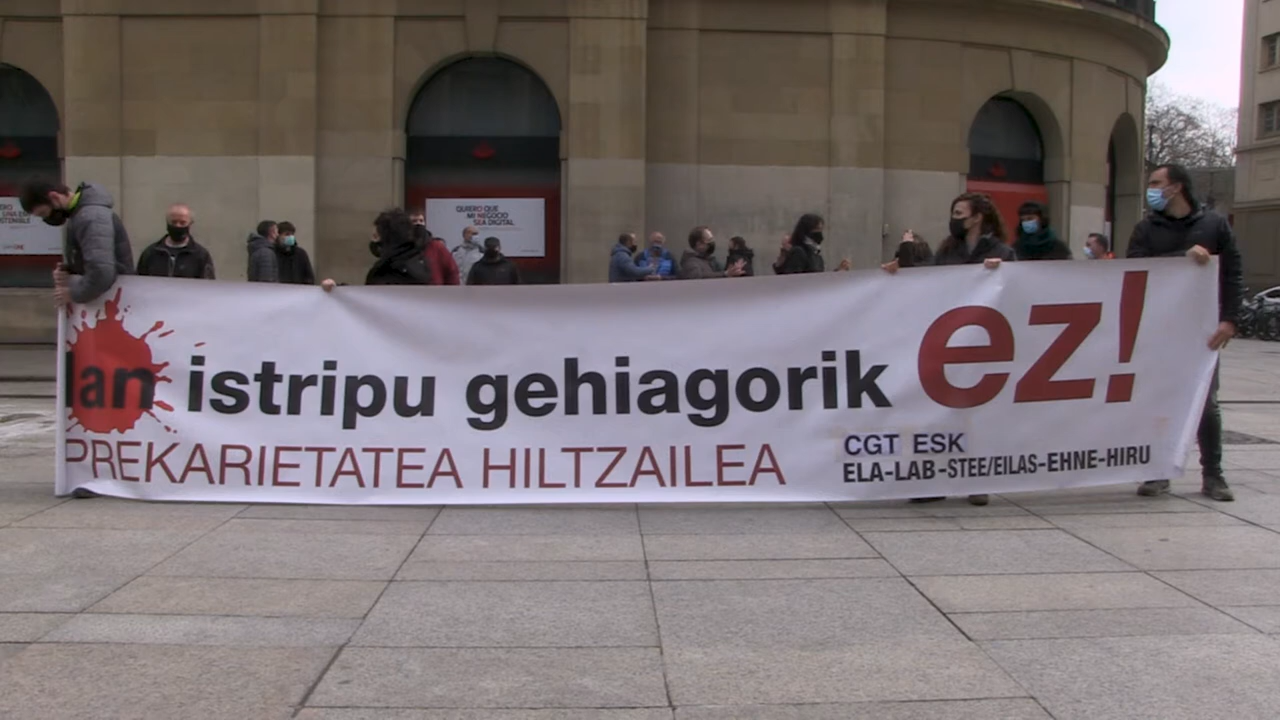 QUIERO QUE
MI NEGOCIO
SEA DIGITAL.
lan istripu gehiagorik ez!
PREKARIETATEA HILTZAILEA
CGT ESK
ELA-LAB-STEE/EILAS-EHNE-HIRU